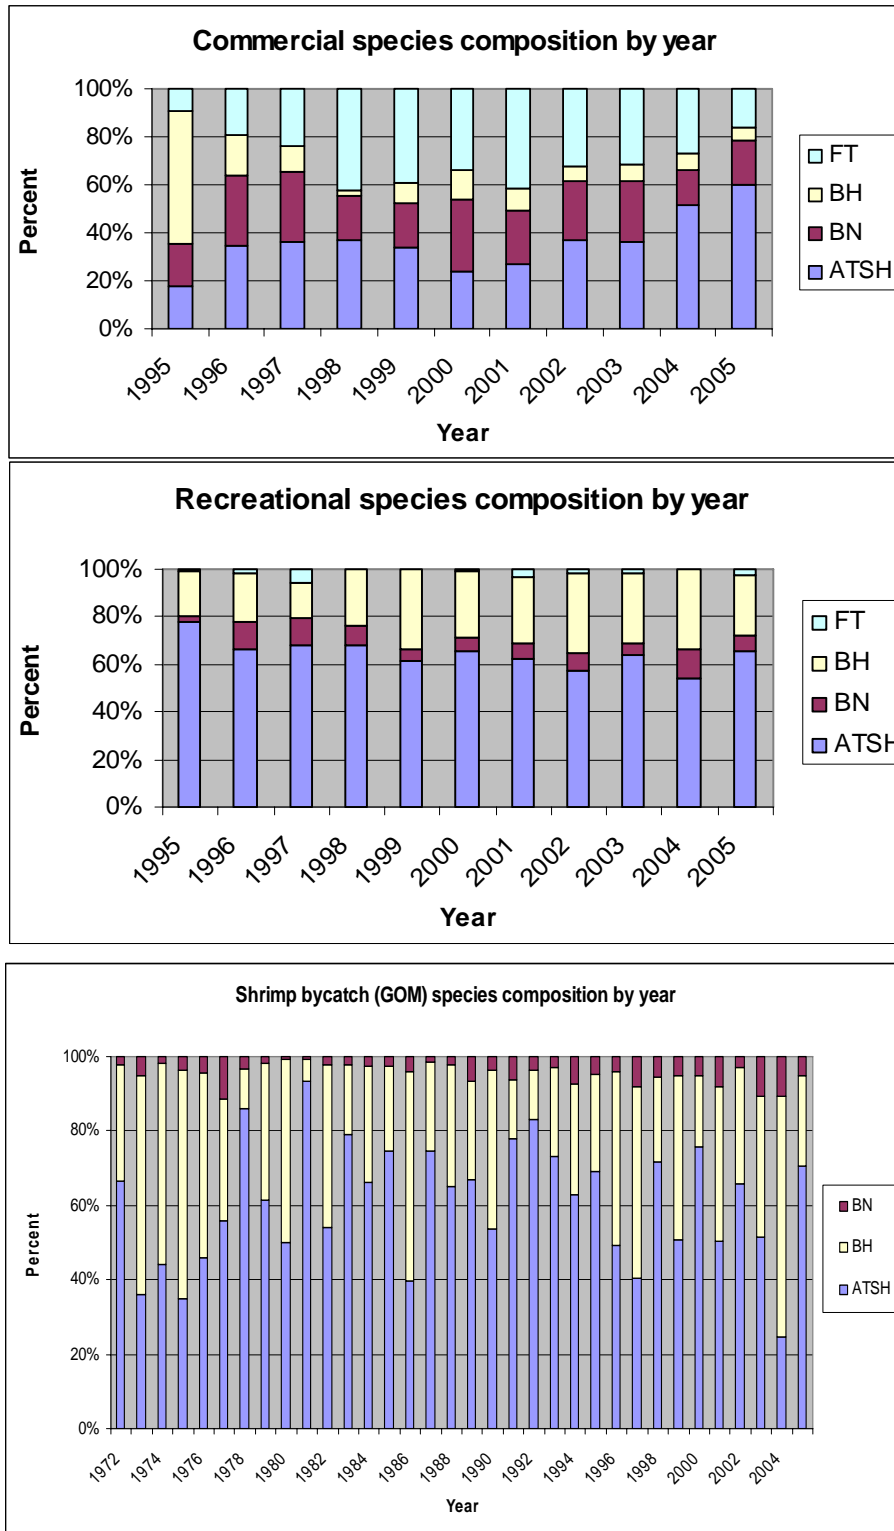 Commercial species composition by year
100%
80%
60%
40%
20%
0%
Percent
1995
1996
1997
1998
1999
2000
2001
2002
2003
2004
2005
Year
FT
BH
BN
ATSH
Recreational species composition by year
100%
80%
60%
40%
20%
0%
Percent
1995
1996
1997
1998
1999
2000
2001
2002
2003
2004
2005
Year
FT
BH
BN
ATSH
Shrimp bycatch (GOM) species composition by year
100%
80%
60%
40%
20%
0%
Percent
1972
1974
1976
1978
1980
1982
1984
1986
1988
1990
1992
1994
1996
1998
2000
2002
2004
Year
BN
BH
ATSH